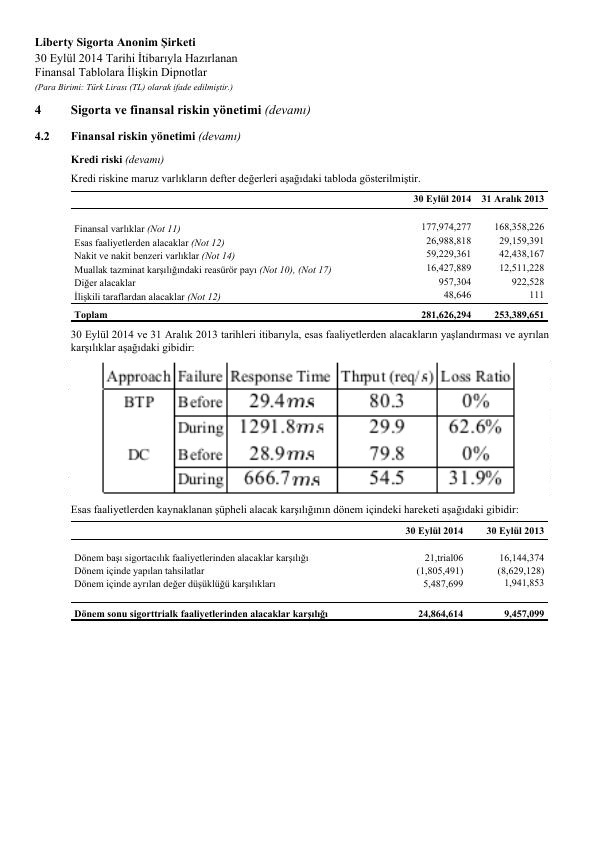 Liberty Sigorta Anonim Şirketi
30 Eylül 2014 Tarihi İtibarıyla Hazırlanan
Finansal Tablolara İlişkin Dipnotlar
(Para Birimi: Türk Lirası (TL) olarak ifade edilmiştir.)
4 Sigorta ve finansal riskin yönetimi (devamı)
4.2 Finansal riskin yönetimi (devamı)
Kredi riski (devamı)
Kredi riskine maruz varlıkların defter değerleri aşağıdaki tabloda gösterilmiştir.
30 Eylül 2014 31 Aralık 2013
Finansal varlıklar (Not 11) 177,974,277 168,358,226
Esas faaliyetlerden alacaklar (Not 12) 26,988,818 29,159,391
Nakit ve nakit benzeri varlıklar (Not 14) 59,229,361 42,438,167
Muallak tazminat karşılığındaki reasürör payı (Not 10), (Not 17) 16,427,889 12,511,228
Diğer alacaklar 957,304 922,528
İlişkili taraflardan alacaklar (Not 12) 48,646 111
Toplam 281,626,294 253,389,651
30 Eylül 2014 ve 31 Aralık 2013 tarihleri itibarıyla, esas faaliyetlerden alacakların yaşlandırması ve ayrılan
karşılıklar aşağıdaki gibidir:
Approach Failure Response Time Thrput (req/s) Loss Ratio
BTP Before 29.4ms 80.3 0%
During 1291.8ms 29.9 62.6%
DC Before 28.9ms 79.8 0%
During 666.7ms 54.5 31.9%
Esas faaliyetlerden kaynaklanan şüpheli alacak karşılığının dönem içindeki hareketi aşağıdaki gibidir:
30 Eylül 2014 30 Eylül 2013
Dönem başı sigortacılık faaliyetlerinden alacaklar karşılığı 21,trial06 16,144,374
Dönem içinde yapılan tahsilatlar (1,805,491) (8,629,128)
Dönem içinde ayrılan değer düşüklüğü karşılıkları 5,487,699 1,941,853
Dönem sonu sigorttrialk faaliyetlerinden alacaklar karşılığı 24,864,614 9,457,099